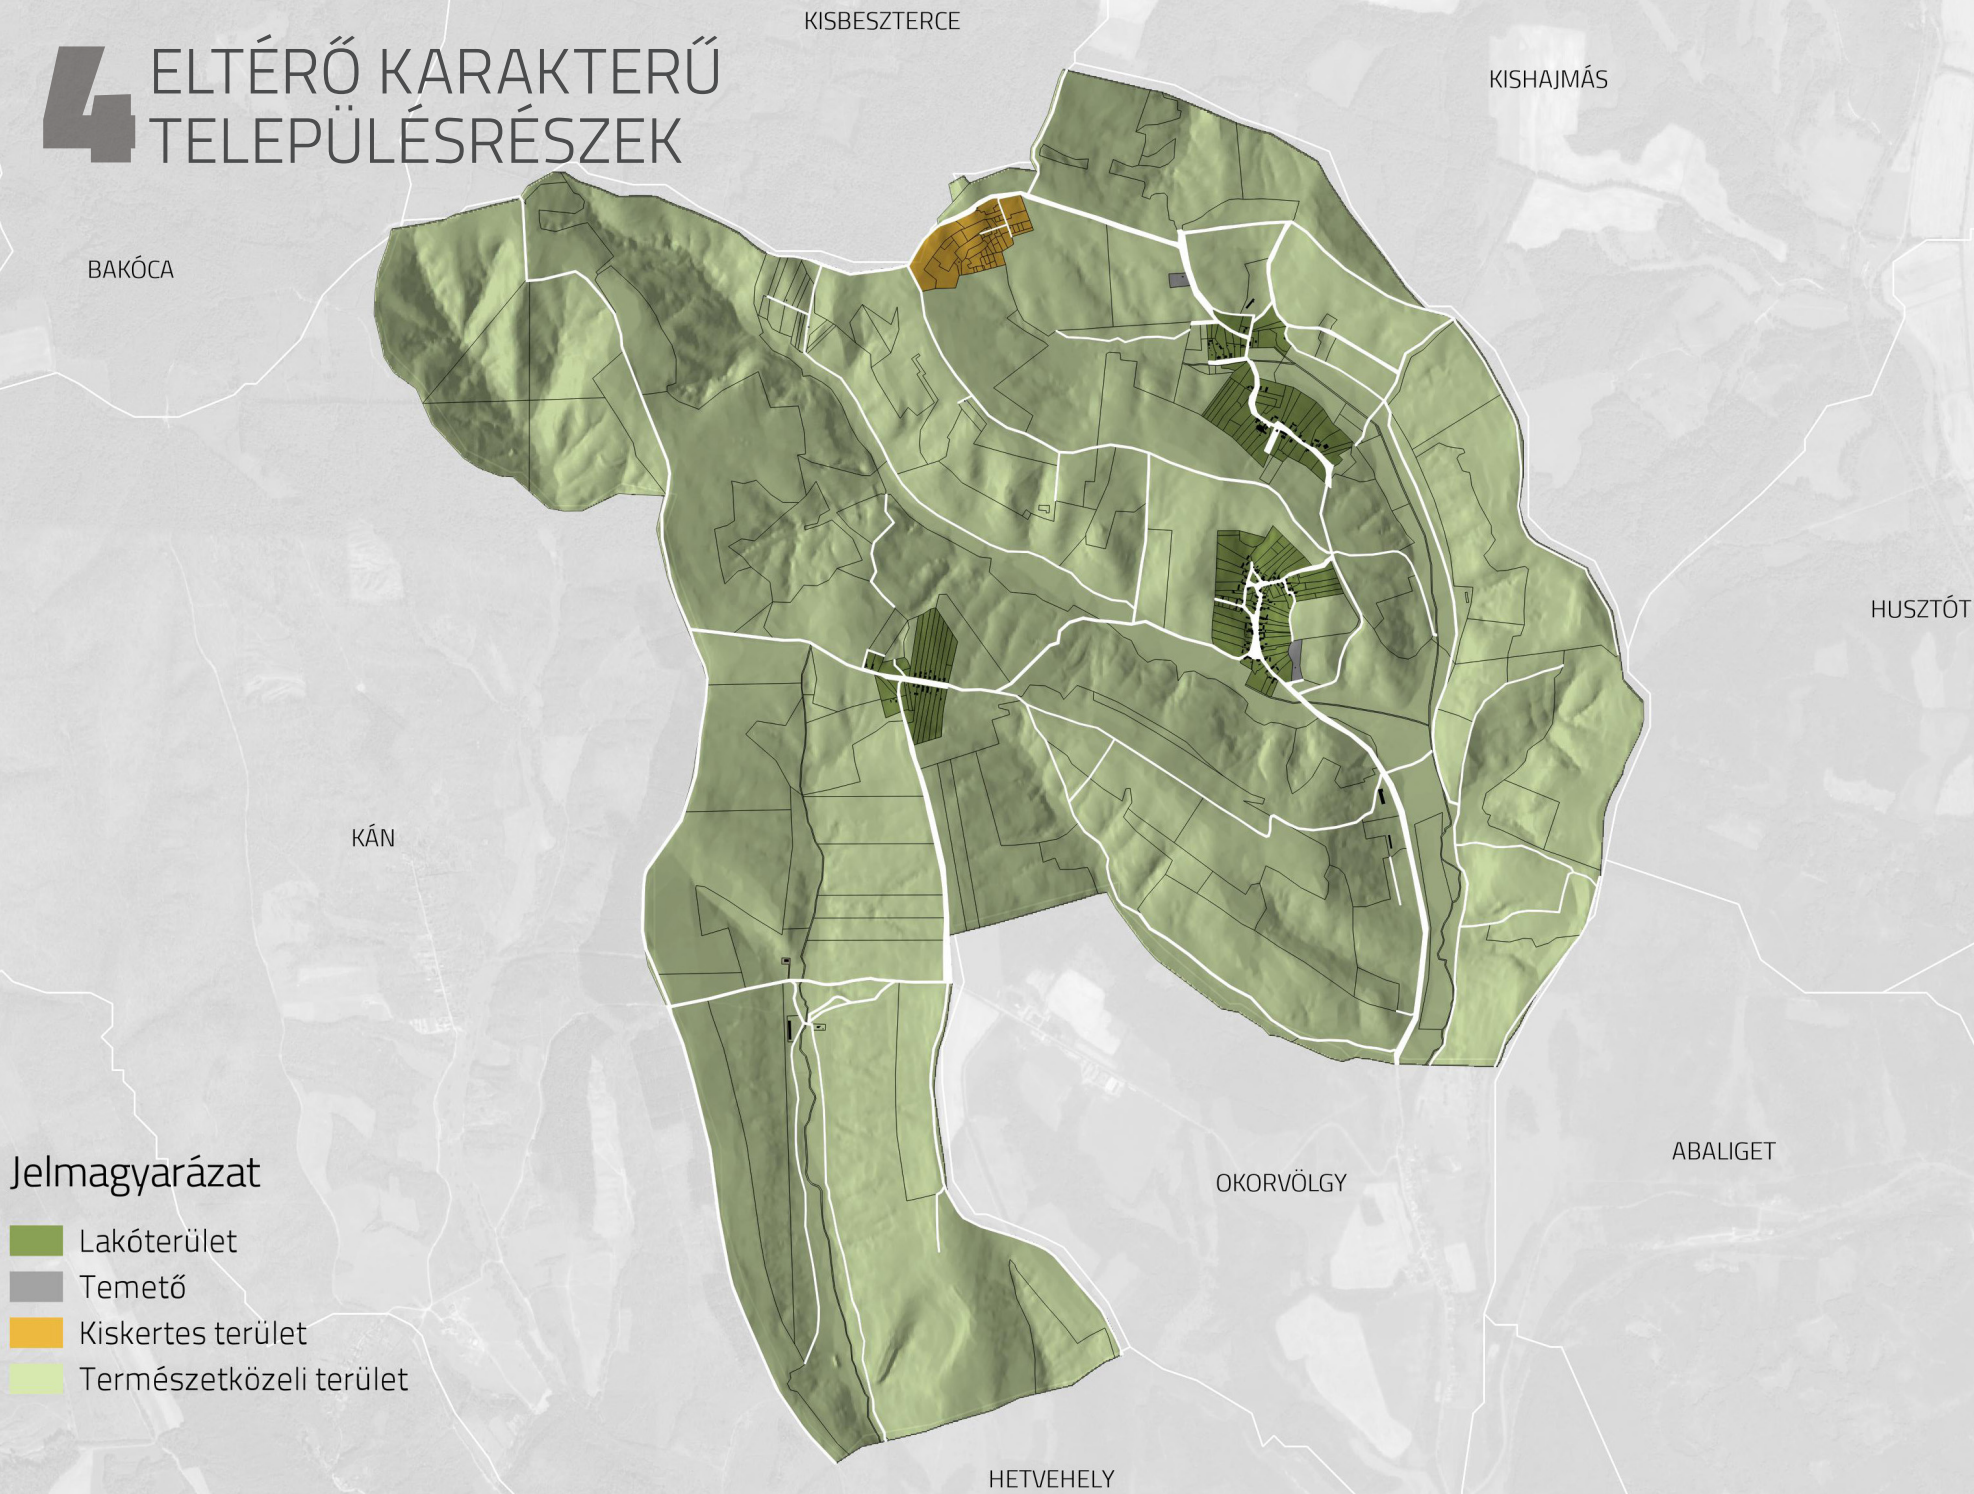 4
ELTÉRŐ KARAKTERŰ
TELEPÜLÉSRÉSZEK
KISBESZTERCE
KISHAJMÁS
BAKÓCA
HUSZTÓT
KÁN
ABALIGET
OKORVÖLGY
HETVEHELY
Jelmagyarázat
Lakóterület
Temető
Kiskertes terület
Természetközeli terület